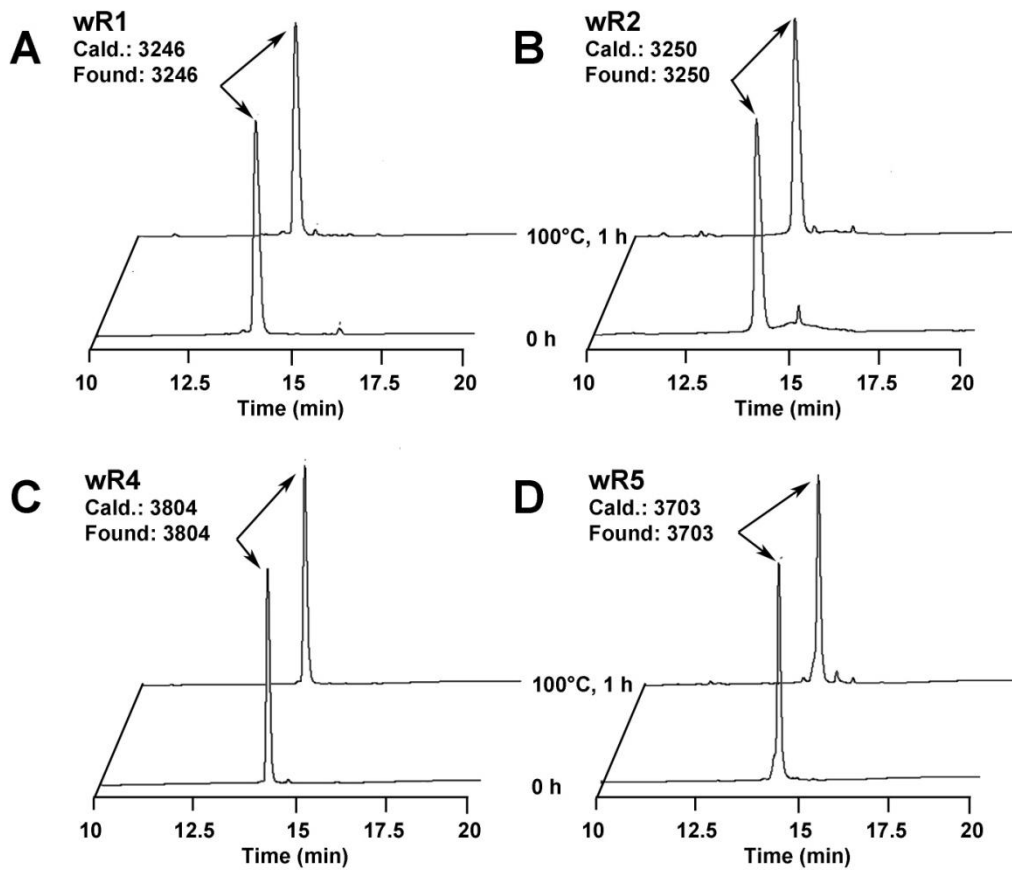 A
wR1
Cald.: 3246
Found: 3246
100°C, 1 h
0 h
10 12.5 15 17.5 20
Time (min)
B
wR2
Cald.: 3250
Found: 3250
10 12.5 15 17.5 20
Time (min)
C
wR4
Cald.: 3804
Found: 3804
100°C, 1 h
0 h
10 12.5 15 17.5 20
Time (min)
D
wR5
Cald.: 3703
Found: 3703
10 12.5 15 17.5 20
Time (min)